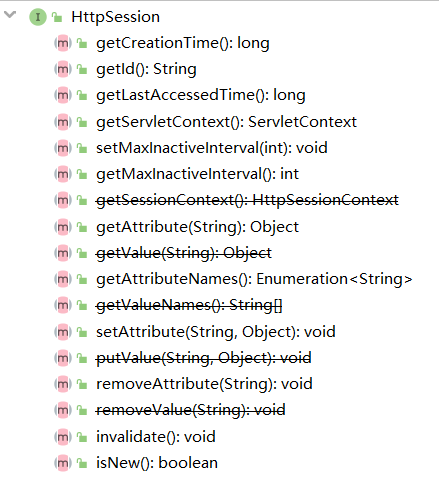 I HttpSession
m getCreationTime(): long
m getId(): String
m getLastAccessedTime(): long
m getServletContext(): ServletContext
m setMaxInactiveInterval(int): void
m getMaxInactiveInterval(): int
m getSessionContext(): HttpSessionContext
m getAttribute(String): Object
m getValue(String): Object
m getAttributeNames(): Enumeration<String>
m getValueNames(): String[]
m setAttribute(String, Object): void
m putValue(String, Object): void
m removeAttribute(String): void
m removeValue(String): void
m invalidate(): void
m isNew(): boolean